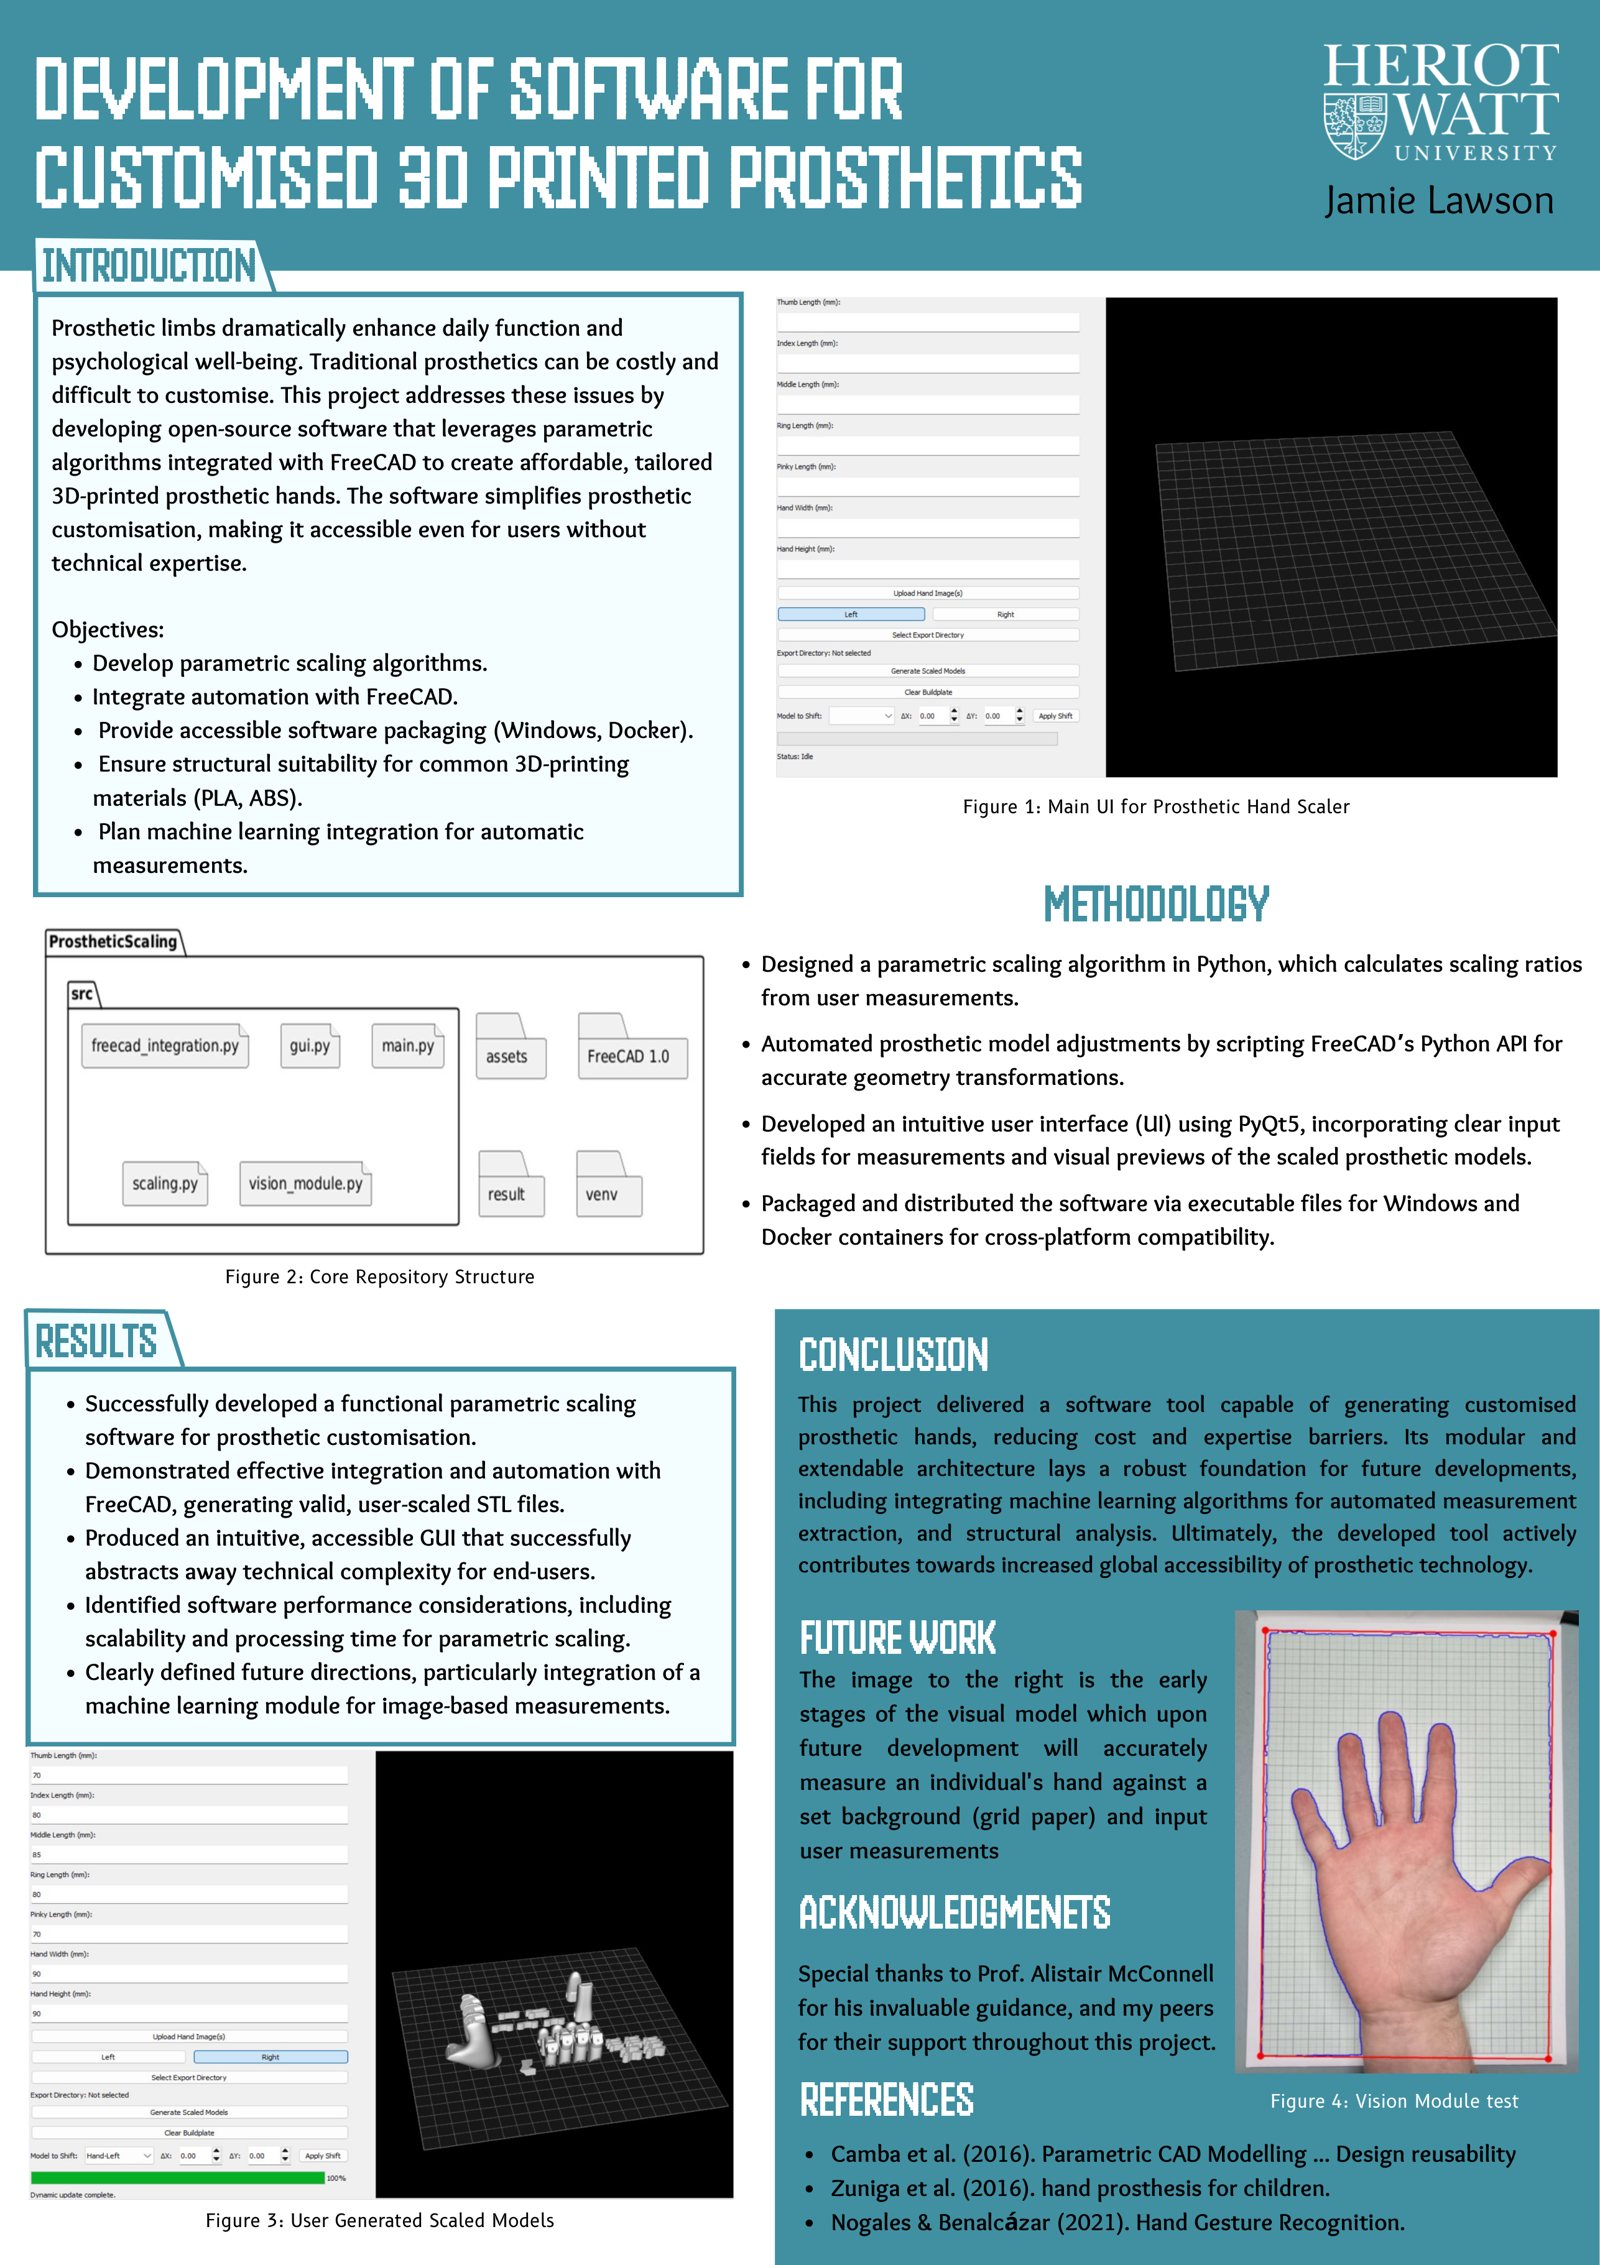 DEVELOPMENT OF SOFTWARE FOR
CUSTOMISED 3D PRINTED PROSTHETICS
HERIOT
WATT
UNIVERSITY
Jamie Lawson
INTRODUCTION
Prosthetic limbs dramatically enhance daily function and
psychological well-being. Traditional prosthetics can be costly and
difficult to customise. This project addresses these issues by
developing open-source software that leverages parametric
algorithms integrated with FreeCAD to create affordable, tailored
3D-printed prosthetic hands. The software simplifies prosthetic
customisation, making it accessible even for users without
technical expertise.
Objectives:
• Develop parametric scaling algorithms.
• Integrate automation with FreeCAD.
• Provide accessible software packaging (Windows, Docker).
• Ensure structural suitability for common 3D-printing
materials (PLA, ABS).
• Plan machine learning integration for automatic
measurements.
Thumb Length (mm):
Index Length (mm):
Middle Length (mm):
Ring Length (mm):
Pinky Length (mm):
Hand Width (mm):
Hand Height (mm):
Upload Hand Image(s)
Left Right
Select Export Directory
Export Directory: Not selected
Generate Scaled Models
Clear Buildplate
Model to Shift: ΔX: 0.00 ΔY: 0.00 Apply Shift
Status: Idle
Figure 1: Main UI for Prosthetic Hand Scaler
ProstheticScaling
src
freecad_integration.py gui.py main.py assets FreeCAD 1.0
scaling.py vision_module.py result venv
Figure 2: Core Repository Structure
METHODOLOGY
• Designed a parametric scaling algorithm in Python, which calculates scaling ratios
from user measurements.
• Automated prosthetic model adjustments by scripting FreeCAD’s Python API for
accurate geometry transformations.
• Developed an intuitive user interface (UI) using PyQt5, incorporating clear input
fields for measurements and visual previews of the scaled prosthetic models.
• Packaged and distributed the software via executable files for Windows and
Docker containers for cross-platform compatibility.
RESULTS
• Successfully developed a functional parametric scaling
software for prosthetic customisation.
• Demonstrated effective integration and automation with
FreeCAD, generating valid, user-scaled STL files.
• Produced an intuitive, accessible GUI that successfully
abstracts away technical complexity for end-users.
• Identified software performance considerations, including
scalability and processing time for parametric scaling.
• Clearly defined future directions, particularly integration of a
machine learning module for image-based measurements.
Thumb Length (mm):
70
Index Length (mm):
80
Middle Length (mm):
85
Ring Length (mm):
80
Pinky Length (mm):
70
Hand Width (mm):
90
Hand Height (mm):
90
Upload Hand Image(s)
Left Right
Select Export Directory
Export Directory: Not selected
Generate Scaled Models
Clear Buildplate
Model to Shift: Hand-Left ΔX: 0.00 ΔY: 0.00 Apply Shift
100%
Dynamic update complete.
Figure 3: User Generated Scaled Models
CONCLUSION
This project delivered a software tool capable of generating customised
prosthetic hands, reducing cost and expertise barriers. Its modular and
extendable architecture lays a robust foundation for future developments,
including integrating machine learning algorithms for automated measurement
extraction, and structural analysis. Ultimately, the developed tool actively
contributes towards increased global accessibility of prosthetic technology.
FUTURE WORK
The image to the right is the early
stages of the visual model which upon
future development will accurately
measure an individual's hand against a
set background (grid paper) and input
user measurements
ACKNOWLEDGMENETS
Special thanks to Prof. Alistair McConnell
for his invaluable guidance, and my peers
for their support throughout this project.
Figure 4: Vision Module test
REFERENCES
• Camba et al. (2016). Parametric CAD Modelling ... Design reusability
• Zuniga et al. (2016). hand prosthesis for children.
• Nogales & Benalcázar (2021). Hand Gesture Recognition.